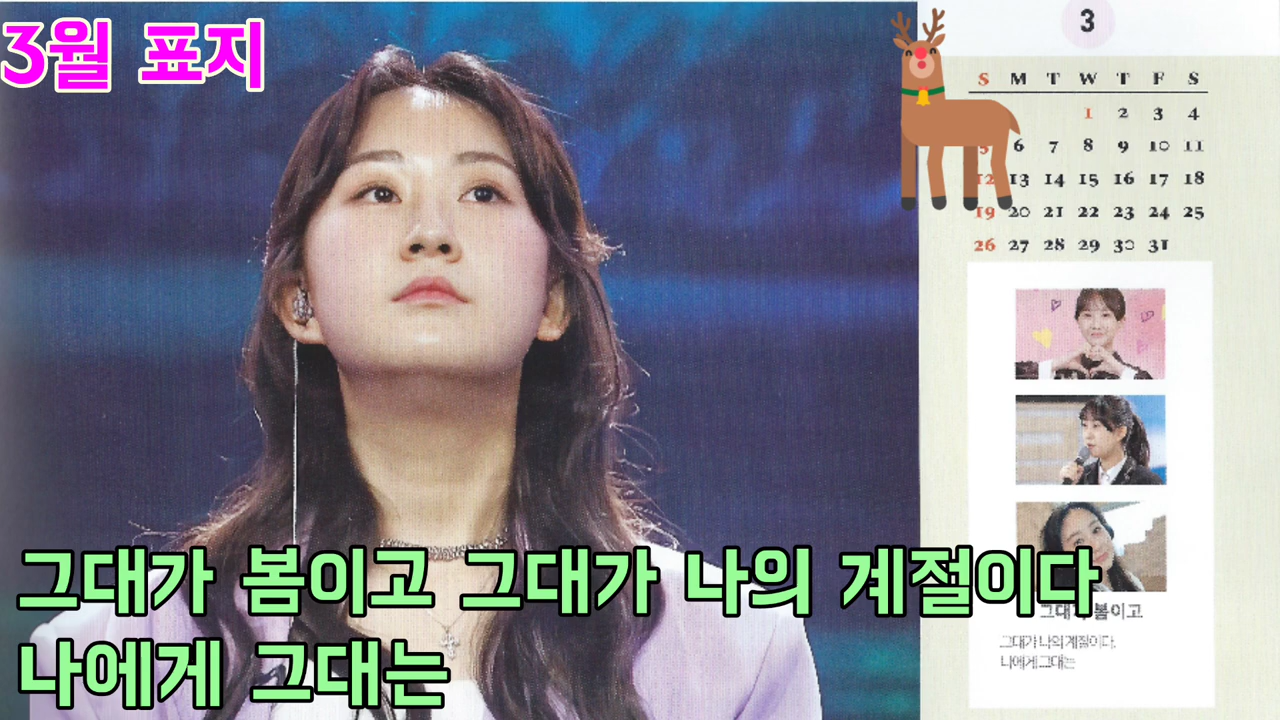 3월 표지
3
S M T W T F S
1 2 3 4
5 6 7 8 9 10 11
12 13 14 15 16 17 18
19 20 21 22 23 24 25
26 27 28 29 30 31
그대가 봄이고
그대가 나의 계절이다.
나에게 그대는
그대가 봄이고 그대가 나의 계절이다
나에게 그대는